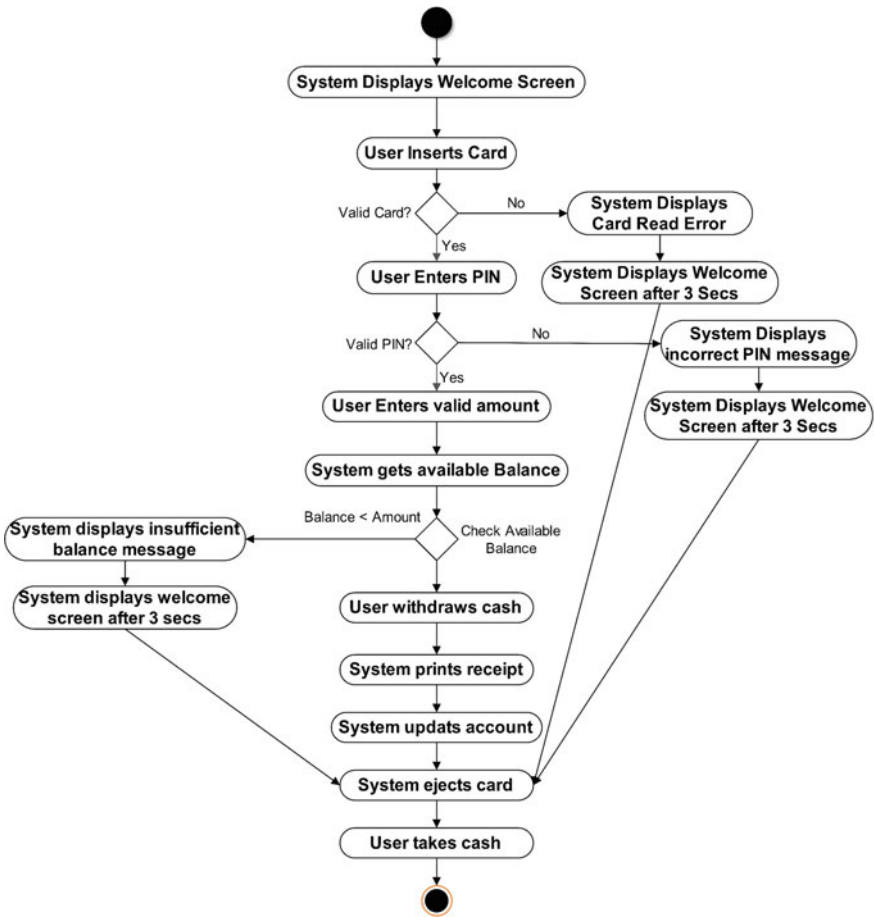 System Displays Welcome Screen
User Inserts Card
Valid Card?
No
System Displays
Card Read Error
Yes
User Enters PIN
System Displays Welcome
Screen after 3 Secs
Valid PIN?
No
System Displays
incorrect PIN message
Yes
User Enters valid amount
System Displays Welcome
Screen after 3 Secs
System gets available Balance
Balance < Amount
Check Available
Balance
System displays insufficient
balance message
System displays welcome
screen after 3 secs
User withdraws cash
System prints receipt
System updats account
System ejects card
User takes cash